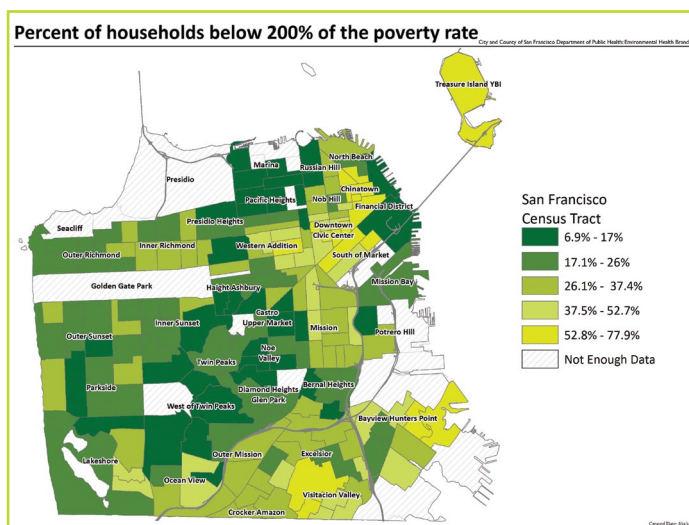 Percent of households below 200% of the poverty rate
City and County of San Francisco Department of Public Health: Environmental Health Branch
Treasure Island YBI
North Beach
Marina
Russian Hill
Presidio
Chinatown
Pacific Heights
Nob Hill
Financial District
Presidio Heights
Downtown
Seacliff
Civic Center
Inner Richmond
Western Addition
Outer Richmond
South of Market
Golden Gate Park
Haight Ashbury
Mission Bay
Castro
Upper Market
Inner Sunset
Mission
Potrero Hill
Outer Sunset
Noe
Valley
Twin Peaks
Parkside
Diamond Heights
Bernal Heights
Glen Park
West of Twin Peaks
Bayview Hunters Point
Outer Mission
Excelsior
Lakeshore
Ocean View
Visitacion Valley
Crocker Amazon
San Francisco
Census Tract
6.9% - 17%
17.1% - 26%
26.1% - 37.4%
37.5% - 52.7%
52.8% - 77.9%
Not Enough Data